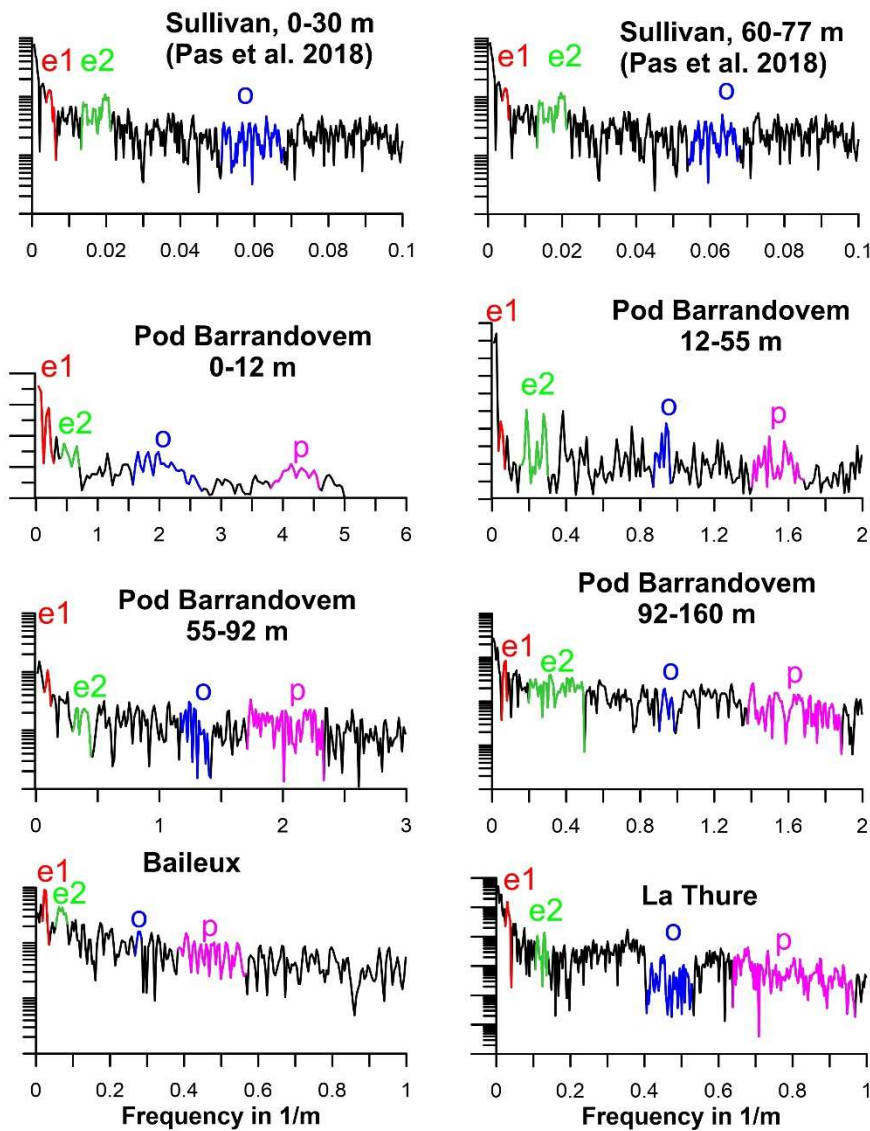 Sullivan, 0-30 m
(Pas et al. 2018)
e1 e2 o
0 0.02 0.04 0.06 0.08 0.1
Sullivan, 60-77 m
(Pas et al. 2018)
e1 e2 o
0 0.02 0.04 0.06 0.08 0.1
Pod Barrandovem
0-12 m
e1 e2 o p
0 1 2 3 4 5 6
Pod Barrandovem
12-55 m
e1 e2 o p
0 0.4 0.8 1.2 1.6 2
Pod Barrandovem
55-92 m
e1 e2 o p
0 1 2 3
Pod Barrandovem
92-160 m
e1 e2 o p
0 0.4 0.8 1.2 1.6 2
Baileux
e1 e2 o p
0 0.2 0.4 0.6 0.8 1
Frequency in 1/m
La Thure
e1 e2 o p
0 0.2 0.4 0.6 0.8 1
Frequency in 1/m